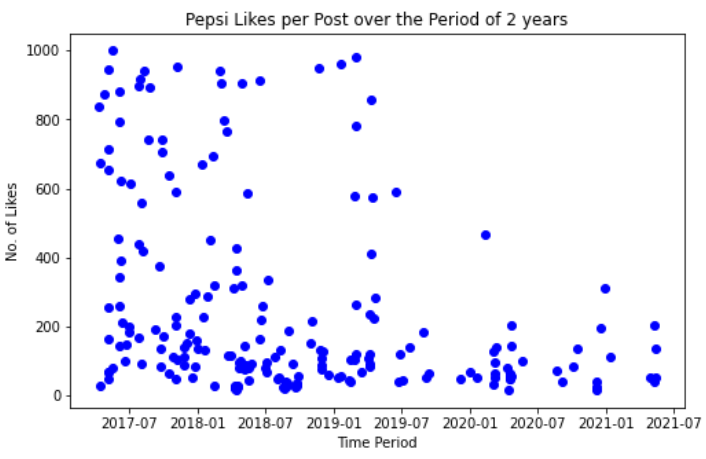 Pepsi Likes per Post over the Period of 2 years
1000
800
600
400
200
0
No. of Likes
2017-07 2018-01 2018-07 2019-01 2019-07 2020-01 2020-07 2021-01 2021-07
Time Period